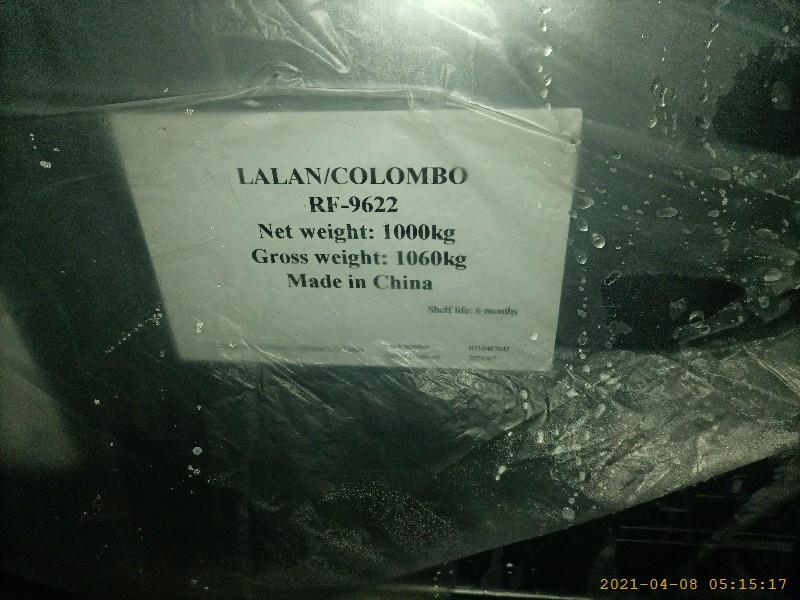 LALAN/COLOMBO
RF-9622
Net weight: 1000kg
Gross weight: 1060kg
Made in China
Shelf life: 6 months
number
2021-04-08 05:15:17